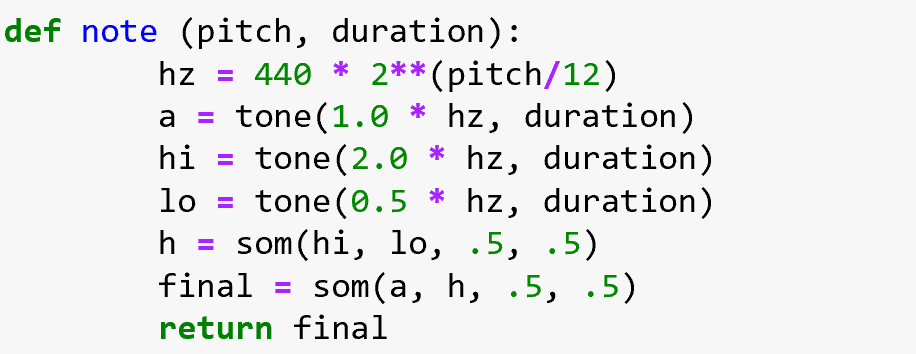 def note (pitch, duration):
        hz = 440 * 2**(pitch/12)
        a = tone(1.0 * hz, duration)
        hi = tone(2.0 * hz, duration)
        lo = tone(0.5 * hz, duration)
        h = som(hi, lo, .5, .5)
        final = som(a, h, .5, .5)
        return final